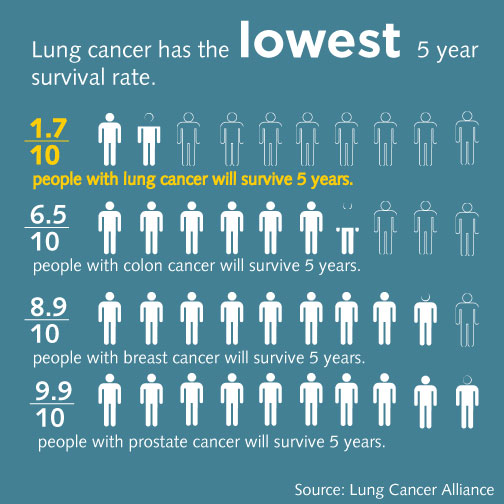 Lung cancer has the lowest 5 year
survival rate.
1.7
10
people with lung cancer will survive 5 years.
6.5
10
people with colon cancer will survive 5 years.
8.9
10
people with breast cancer will survive 5 years.
9.9
10
people with prostate cancer will survive 5 years.
Source: Lung Cancer Alliance